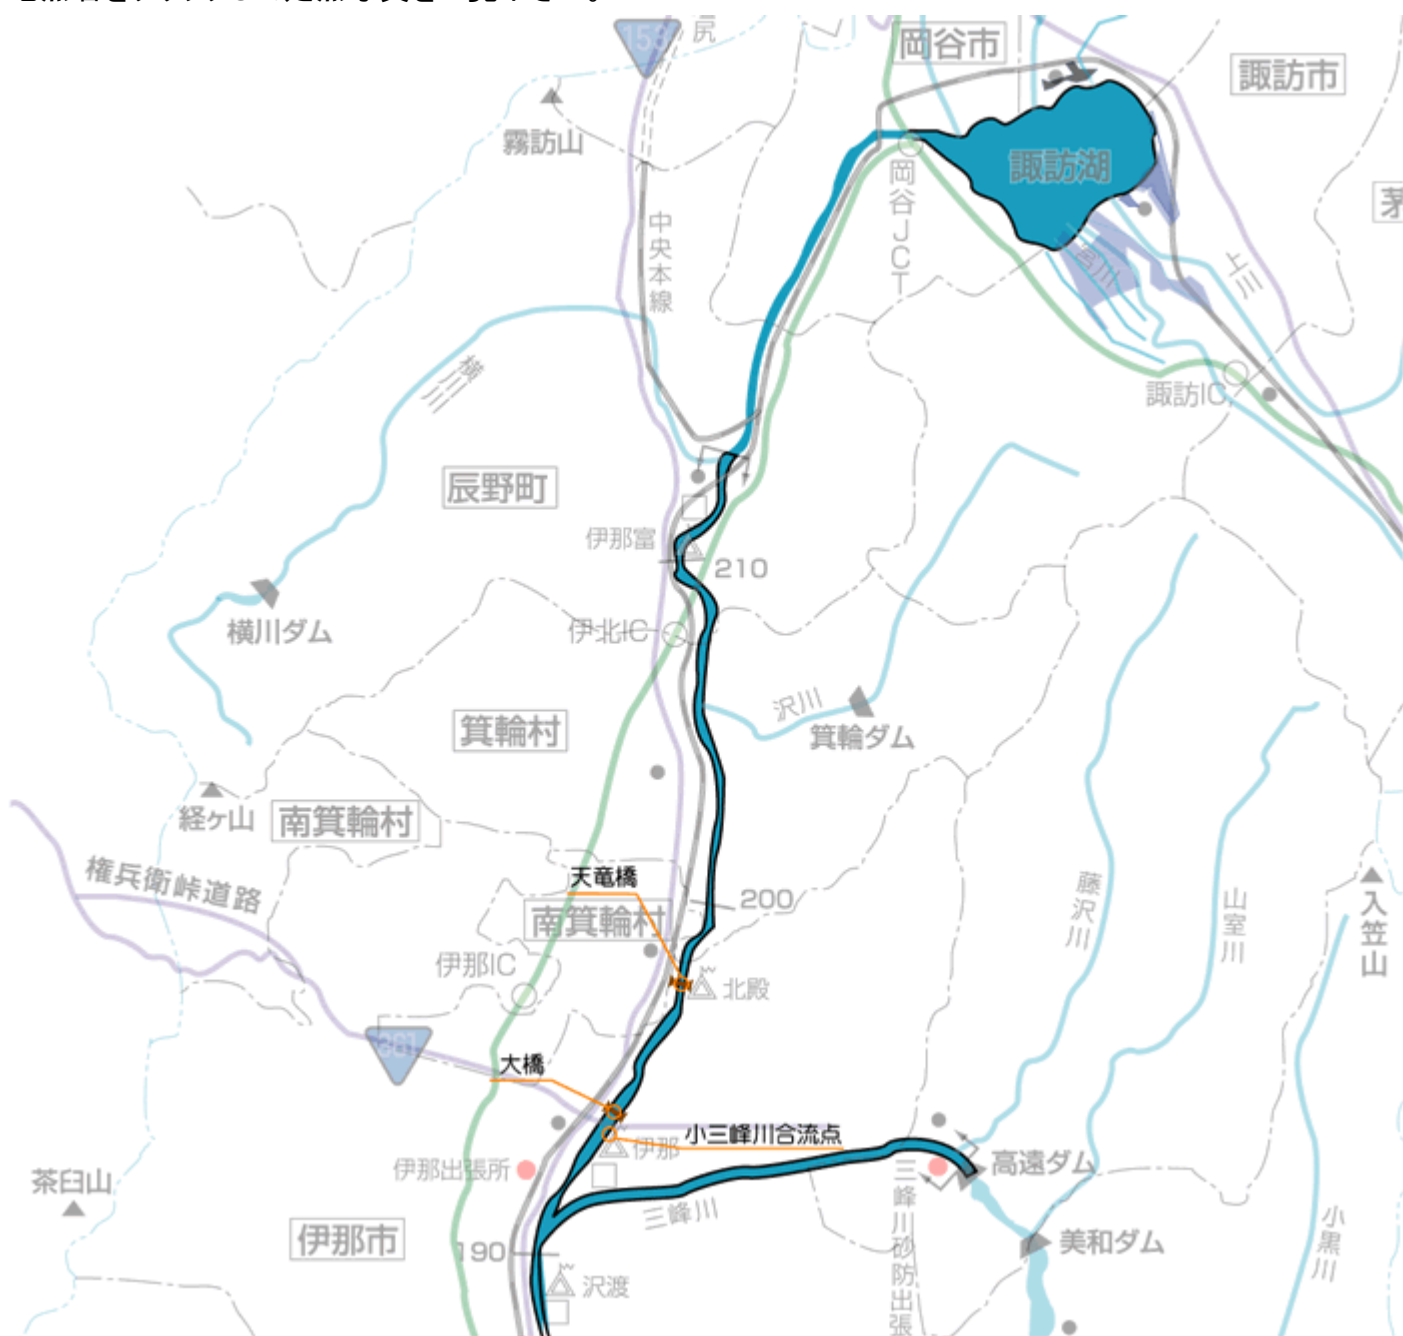 153
尻
岡谷市
諏訪市
霧訪山
諏訪湖
岡谷JCT
茅
中央本線
宮川
上川
横川
諏訪IC
辰野町
伊那富
210
横川ダム
伊北IC
沢川
箕輪村
箕輪ダム
経ヶ山
南箕輪村
権兵衛峠道路
天竜橋
200
南箕輪村
藤沢川
山室川
入笠山
伊那IC
北殿
361
大橋
小三峰川合流点
伊那
伊那出張所
高遠ダム
茶臼山
三峰川
三峰川砂防出張
伊那市
190
美和ダム
小黒川
沢渡